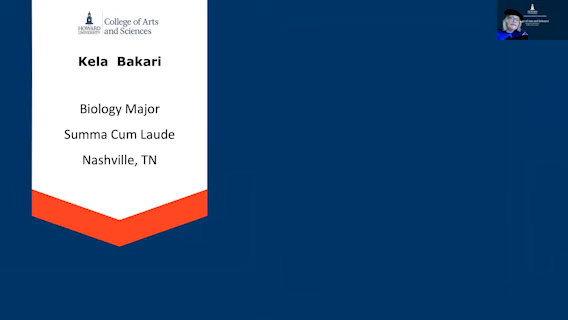 HOWARD
UNIVERSITY
College of Arts
and Sciences
Kela Bakari
Biology Major
Summa Cum Laude
Nashville, TN